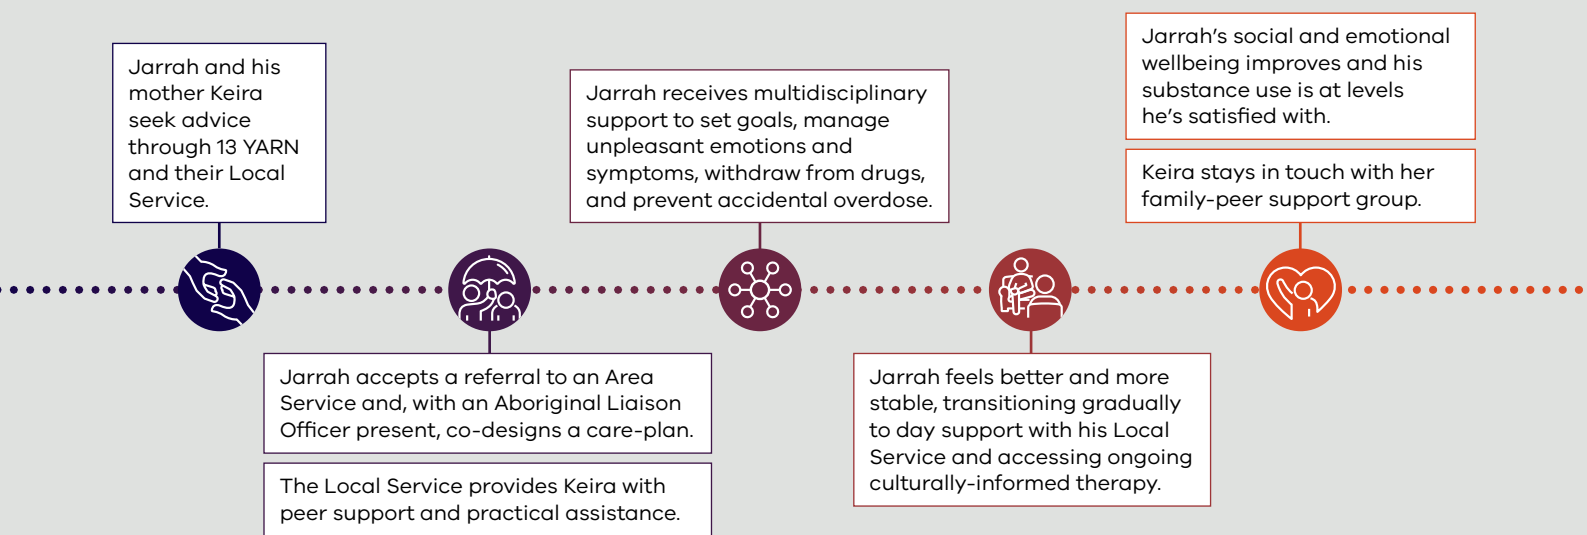 Jarrah and his
mother Keira
seek advice
through 13 YARN
and their Local
Service.
Jarrah accepts a referral to an Area
Service and, with an Aboriginal Liaison
Officer present, co-designs a care-plan.
The Local Service provides Keira with
peer support and practical assistance.
Jarrah receives multidisciplinary
support to set goals, manage
unpleasant emotions and
symptoms, withdraw from drugs,
and prevent accidental overdose.
Jarrah feels better and more
stable, transitioning gradually
to day support with his Local
Service and accessing ongoing
culturally-informed therapy.
Jarrah’s social and emotional
wellbeing improves and his
substance use is at levels
he’s satisfied with.
Keira stays in touch with her
family-peer support group.